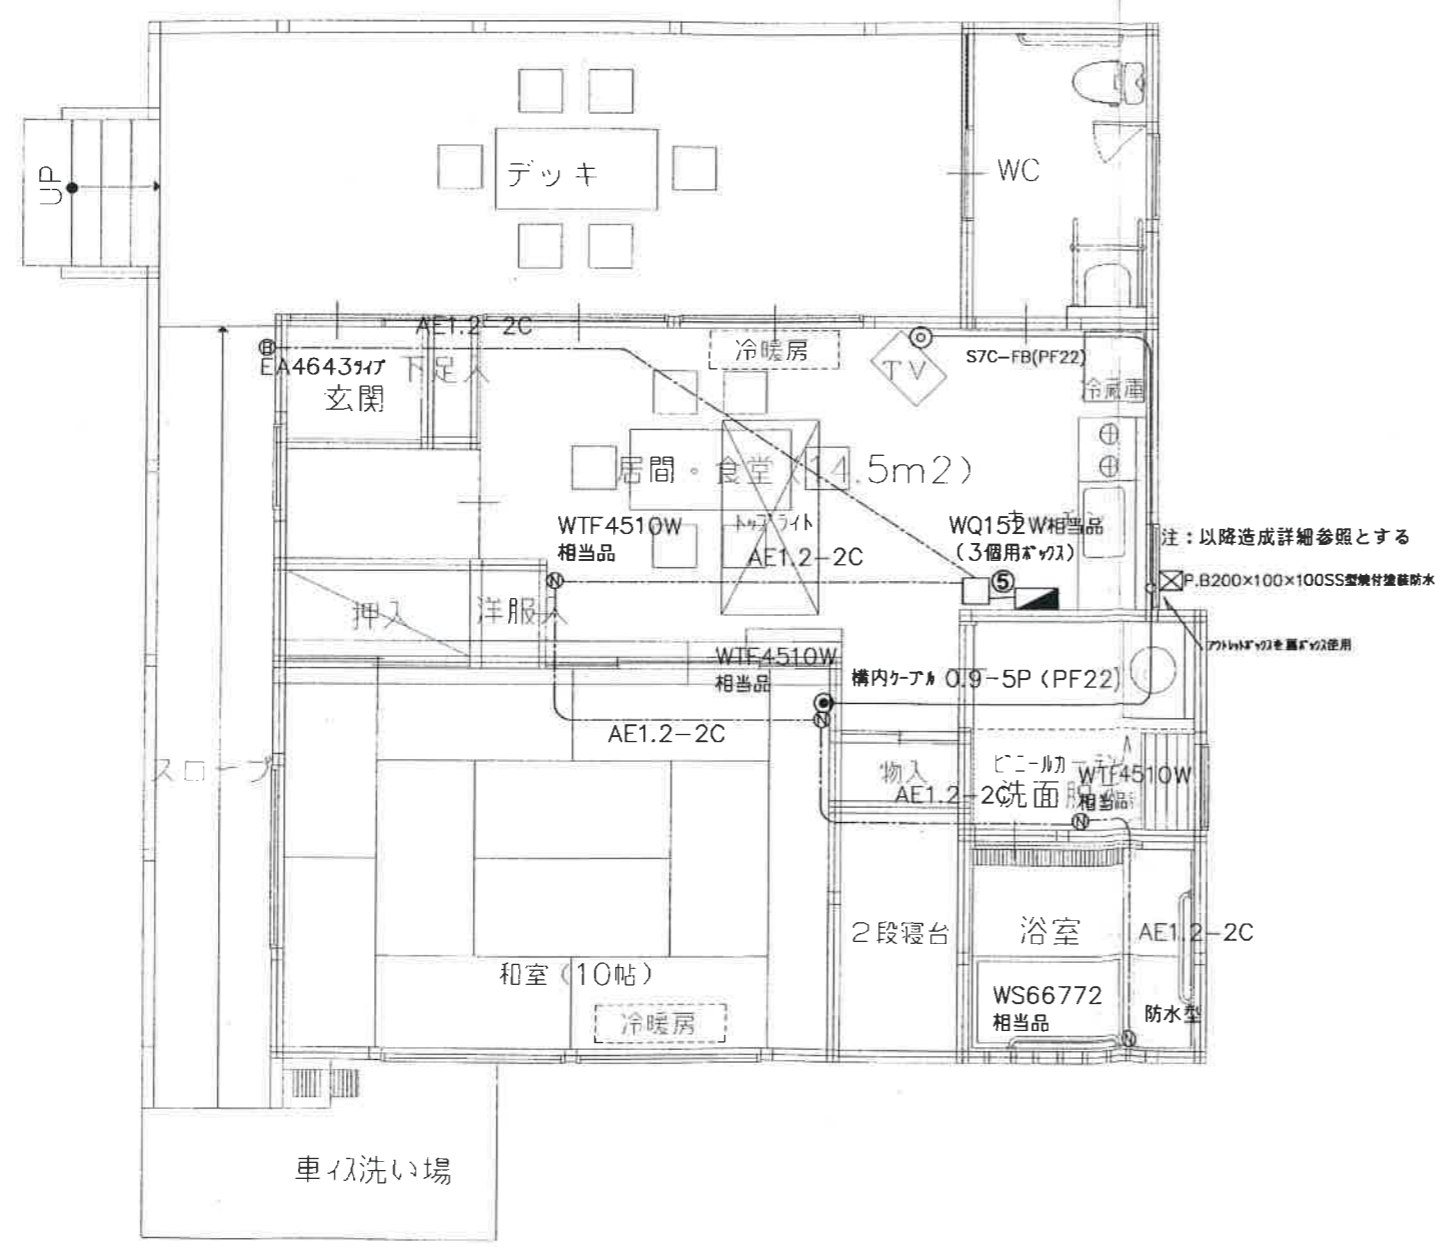 UP
デッキ
WC
AE1.2-2C
冷暖房
TV
S7C-FB(PF22)
EA4643タイプ
下足入
玄関
冷蔵庫
居間・食堂(14.5m2)
WTF4510W
相当品
トップライト
AE1.2-2C
WQ152W相当品
(3個用ボックス)
注:以降造成詳細参照とする
5
P.B200×100×100SS型焼付塗装防水
アウトレットボックスを裏ボックス使用
N
押入
洋服入
WTF4510W
相当品
構内ケーブル 0.9-5P(PF22)
N
AE1.2-2C
スロープ
物入
ビニールカーテン
WTF4510W
相当品
AE1.2-2C
洗面脱
N
2段寝台
浴室
AE1.2-2C
和室(10帖)
WS66772
相当品
防水型
冷暖房
N
車イス洗い場